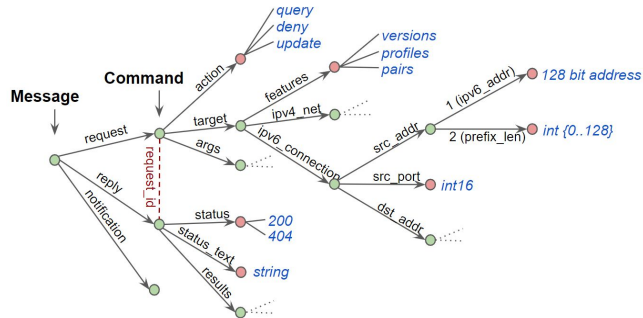 query
deny
update
versions
profiles
pairs
action
features
Command
1 (ipv6_addr)
128 bit address
Message
request
target
ipv4_net
src_addr
2 (prefix_len)
int {0..128}
args
ipv6_connection
request_id
reply
src_port
int16
notification
status
200
404
dst_addr
status_text
string
results